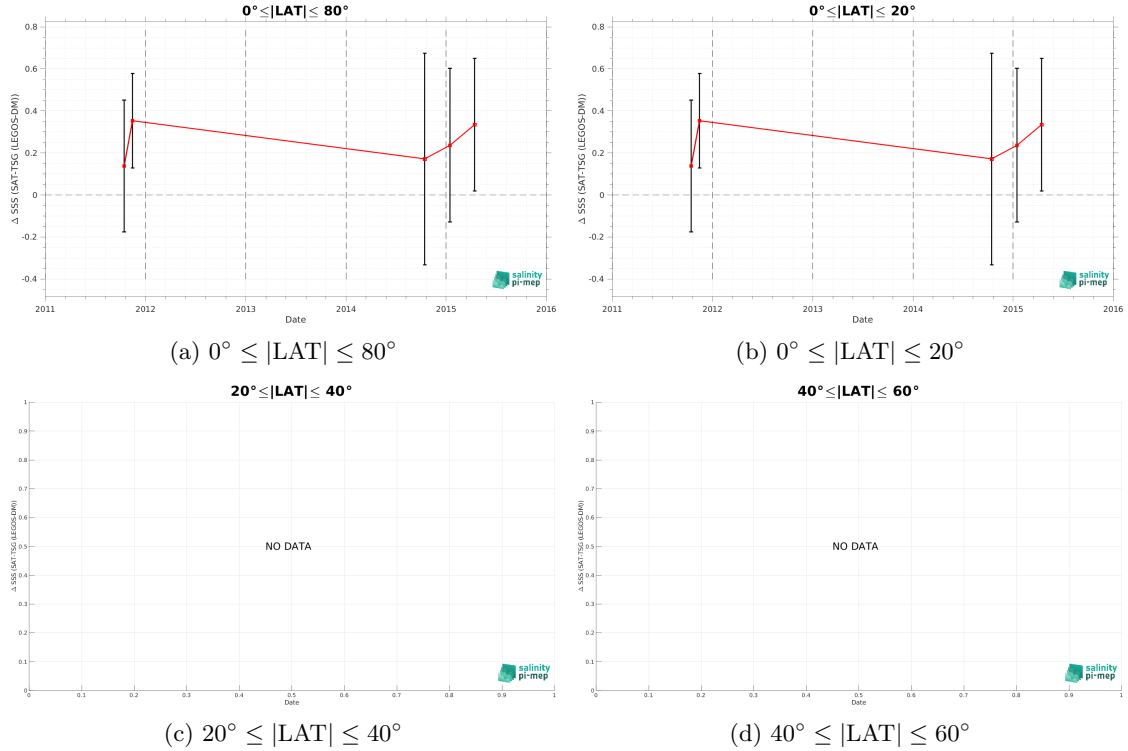 0°≤|LAT|≤ 80°
0.8
0.6
0.4
0.2
0
-0.2
-0.4
Δ SSS (SAT-TSG (LEGOS-DM))
2011 2012 2013 2014 2015 2016
Date
salinity
pi-mep
(a) 0° ≤ |LAT| ≤ 80°
0°≤|LAT|≤ 20°
0.8
0.6
0.4
0.2
0
-0.2
-0.4
Δ SSS (SAT-TSG (LEGOS-DM))
2011 2012 2013 2014 2015 2016
Date
salinity
pi-mep
(b) 0° ≤ |LAT| ≤ 20°
20°≤|LAT|≤ 40°
1
0.9
0.8
0.7
0.6
0.5
0.4
0.3
0.2
0.1
0
Δ SSS (SAT-TSG (LEGOS-DM))
NO DATA
0 0.1 0.2 0.3 0.4 0.5 0.6 0.7 0.8 0.9 1
Date
salinity
pi-mep
(c) 20° ≤ |LAT| ≤ 40°
40°≤|LAT|≤ 60°
1
0.9
0.8
0.7
0.6
0.5
0.4
0.3
0.2
0.1
0
Δ SSS (SAT-TSG (LEGOS-DM))
NO DATA
0 0.1 0.2 0.3 0.4 0.5 0.6 0.7 0.8 0.9 1
Date
salinity
pi-mep
(d) 40° ≤ |LAT| ≤ 60°